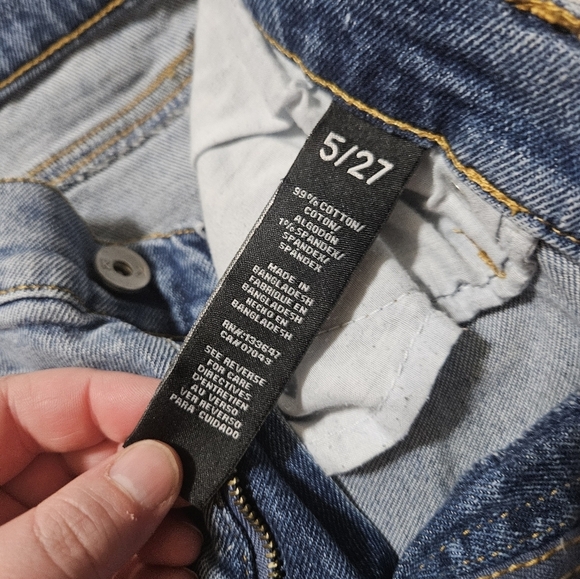 5/27
99% COTTON/
COTON/
ALGODÓN
1% SPANDEX/
SPANDEX/
SPANDEX
MADE IN
BANGLADESH
FABRIQUE EN
BANGLADESH
HECHO EN
BANGLADESH
RN#:133647
CA#:07043
SEE REVERSE
FOR CARE
DIRECTIVES
D'ENTRETIEN
AU VERSO
VER REVERSO
PARA CUIDADO